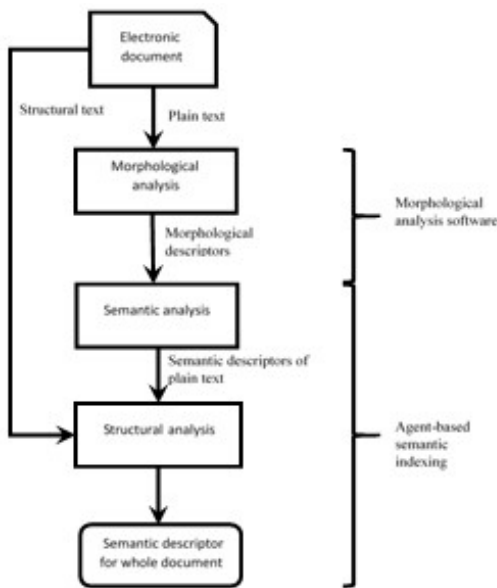 Electronic
document
Structural text
Plain text
Morphological
analysis
Morphological
descriptors
Morphological
analysis software
Semantic analysis
Semantic descriptors of
plain text
Structural analysis
Agent-based
semantic
indexing
Semantic descriptor
for whole document